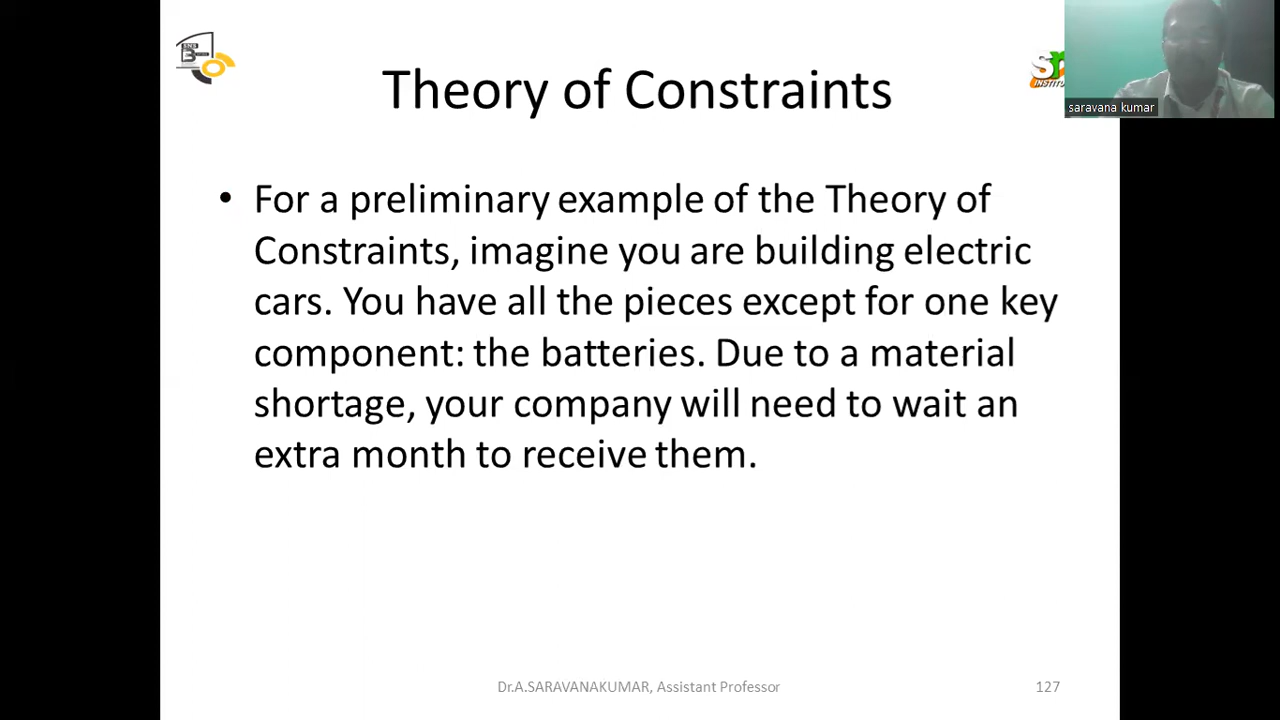 Theory of Constraints
saravana kumar
• For a preliminary example of the Theory of
Constraints, imagine you are building electric
cars. You have all the pieces except for one key
component: the batteries. Due to a material
shortage, your company will need to wait an
extra month to receive them.
Dr.A.SARAVANAKUMAR, Assistant Professor
127